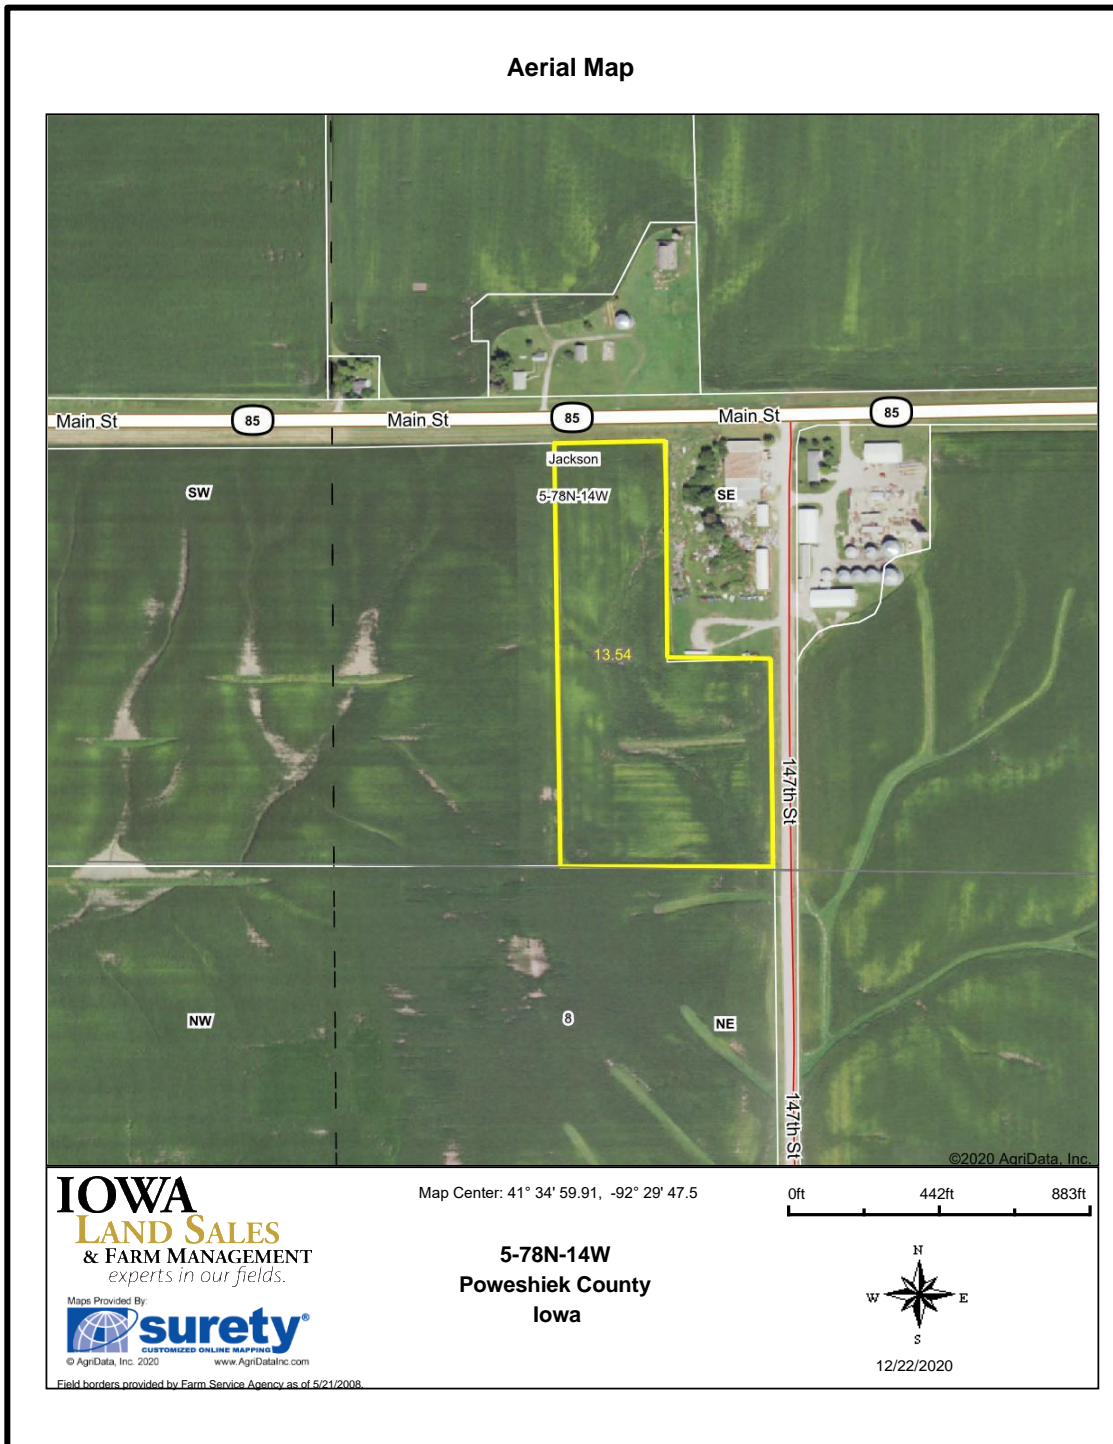 Aerial Map
Main St
85
Main St
85
Main St
85
Jackson
SW
5-78N-14W
SE
13.54
147th St
NW
8
NE
147th St
©2020 AgriData, Inc.
IOWA
LAND SALES
& FARM MANAGEMENT
experts in our fields.
Maps Provided By:
surety®
CUSTOMIZED ONLINE MAPPING
© AgriData, Inc. 2020 www.AgriDataInc.com
Field borders provided by Farm Service Agency as of 5/21/2008.
Map Center: 41° 34' 59.91, -92° 29' 47.5
5-78N-14W
Poweshiek County
Iowa
0ft 442ft 883ft
N
W E
S
12/22/2020